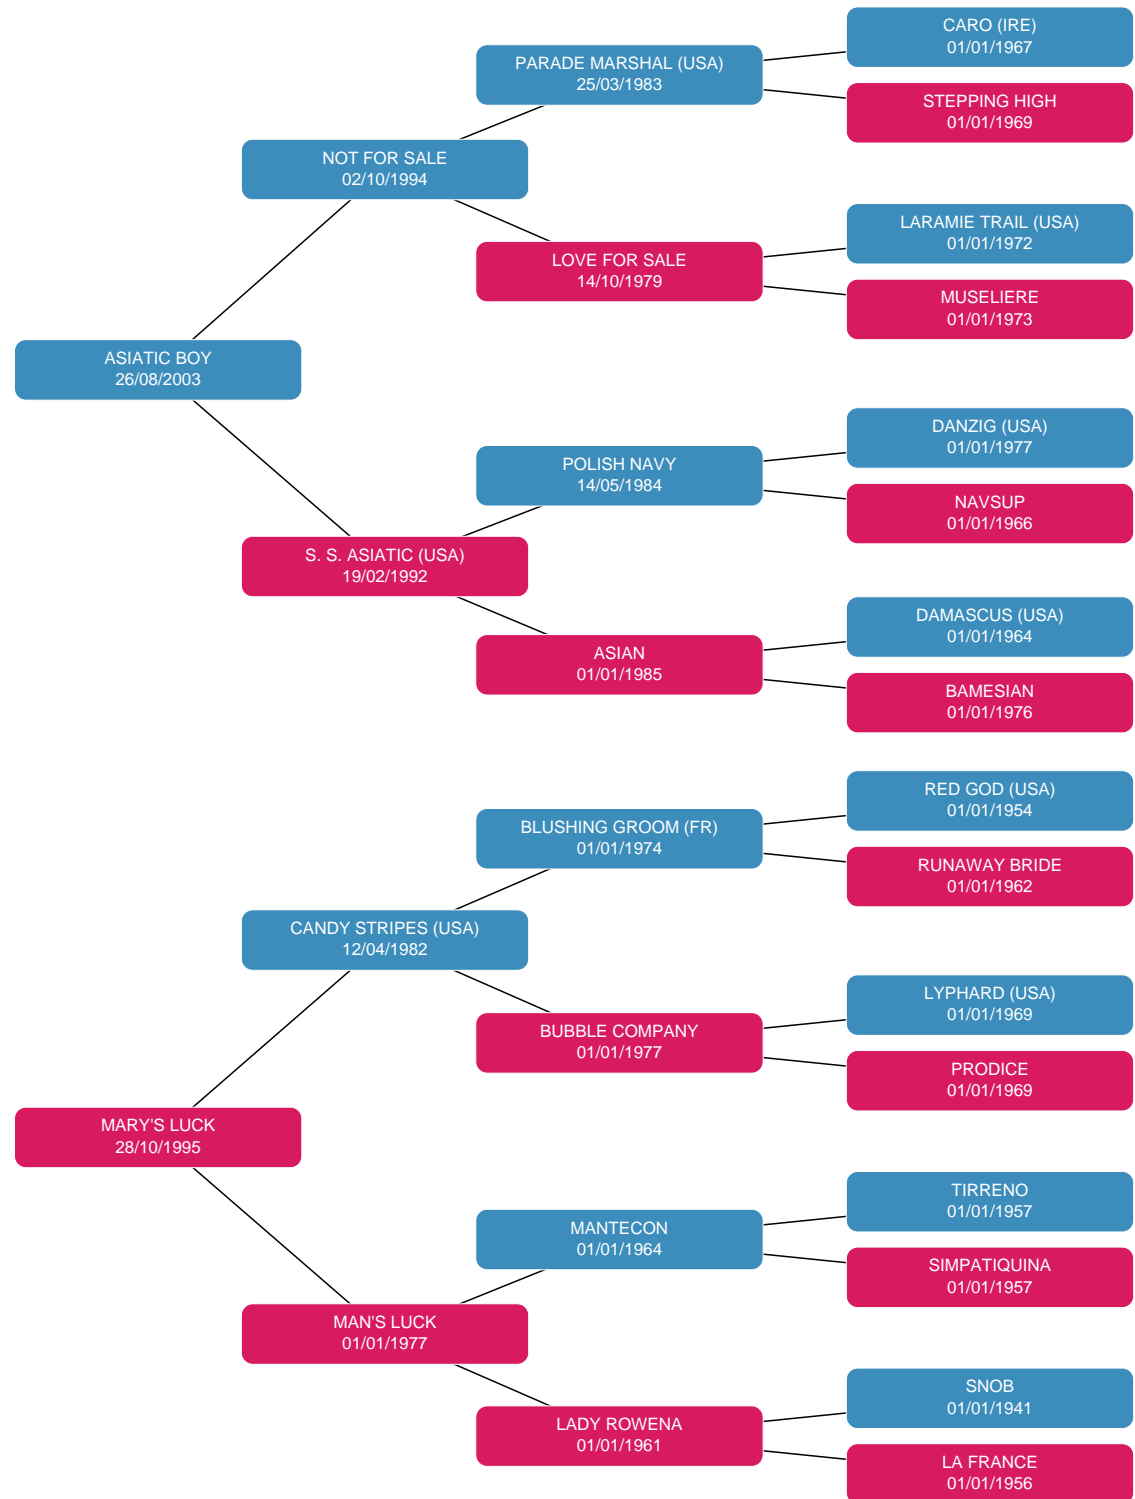 CARO (IRE)
01/01/1967
PARADE MARSHAL (USA)
25/03/1983
STEPPING HIGH
01/01/1969
NOT FOR SALE
02/10/1994
LARAMIE TRAIL (USA)
01/01/1972
LOVE FOR SALE
14/10/1979
MUSELIERE
01/01/1973
ASIATIC BOY
26/08/2003
DANZIG (USA)
01/01/1977
POLISH NAVY
14/05/1984
NAVSUP
01/01/1966
S. S. ASIATIC (USA)
19/02/1992
DAMASCUS (USA)
01/01/1964
ASIAN
01/01/1985
BAMESIAN
01/01/1976
RED GOD (USA)
01/01/1954
BLUSHING GROOM (FR)
01/01/1974
RUNAWAY BRIDE
01/01/1962
CANDY STRIPES (USA)
12/04/1982
LYPHARD (USA)
01/01/1969
BUBBLE COMPANY
01/01/1977
PRODICE
01/01/1969
MARY'S LUCK
28/10/1995
TIRRENO
01/01/1957
MANTECON
01/01/1964
SIMPATIQUINA
01/01/1957
MAN'S LUCK
01/01/1977
SNOB
01/01/1941
LADY ROWENA
01/01/1961
LA FRANCE
01/01/1956